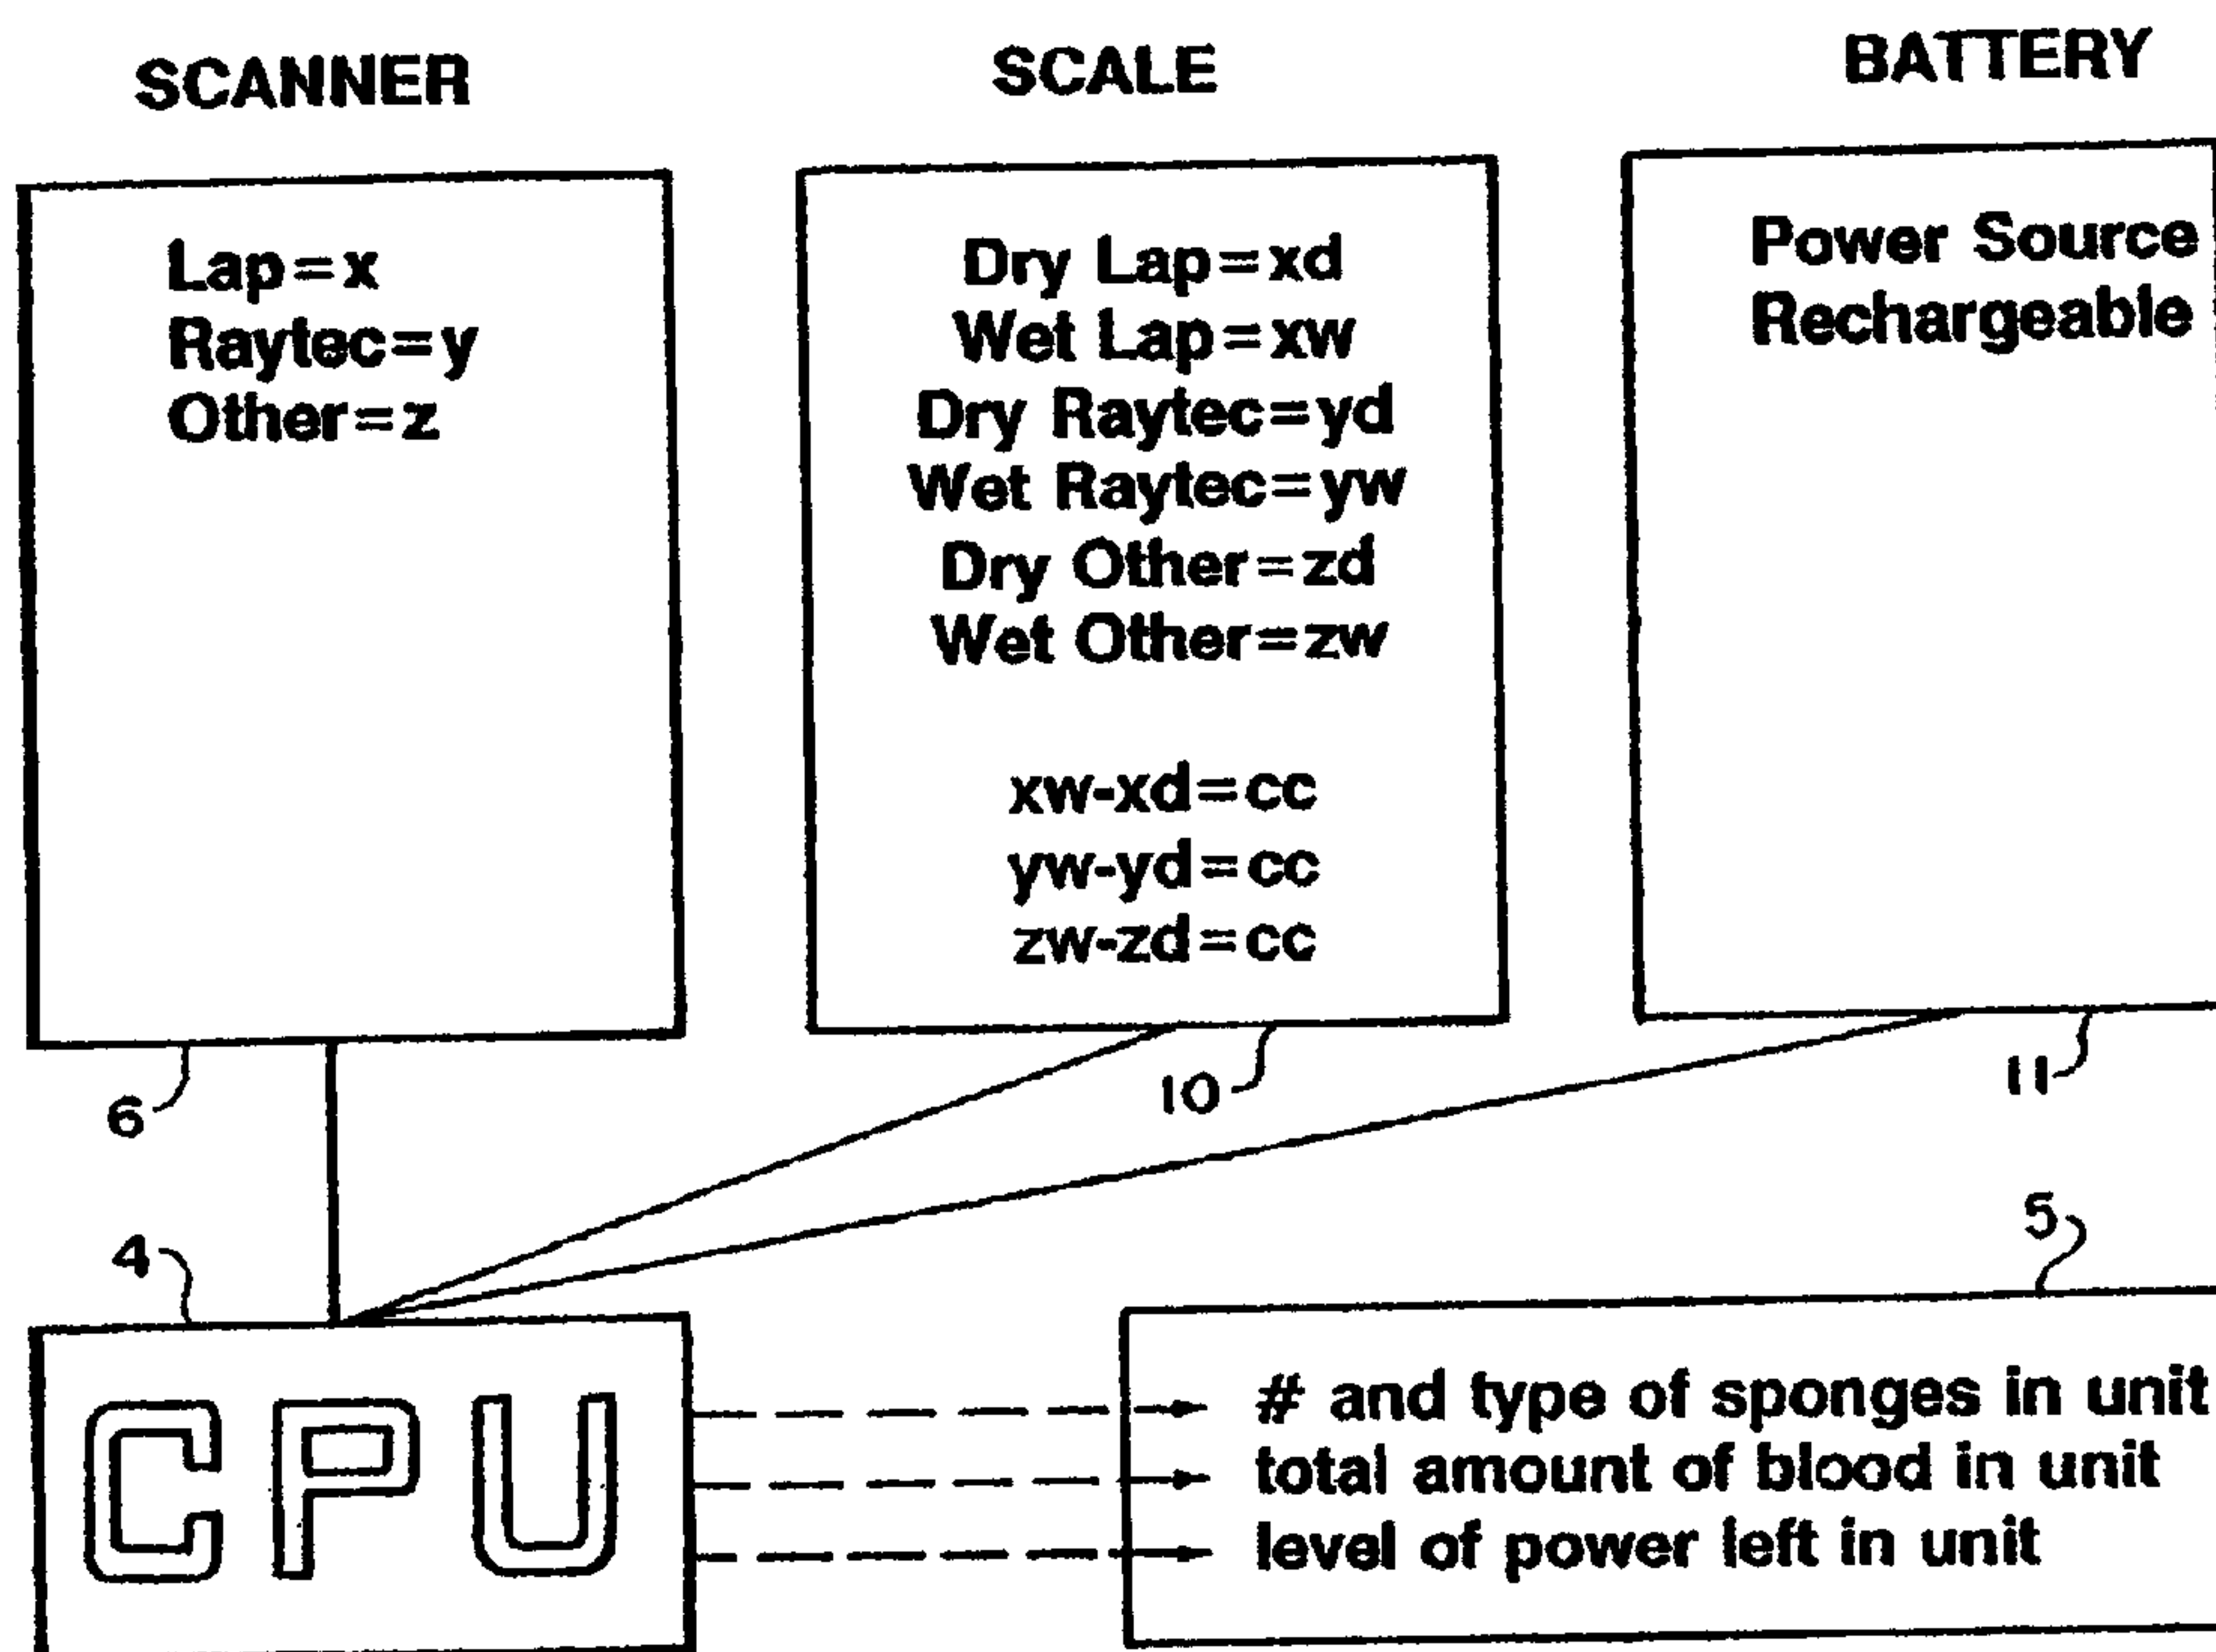 SCANNER
SCALE
BATTERY
Lap=x
Raytec=y
Other=z
Dry Lap=xd
Wet Lap=xw
Dry Raytec=yd
Wet Raytec=yw
Dry Other=zd
Wet Other=zw
xw-xd=cc
yw-yd=cc
zw-zd=cc
Power Source
Rechargeable
6
10
11
4
5
CPU
# and type of sponges in unit
total amount of blood in unit
level of power left in unit